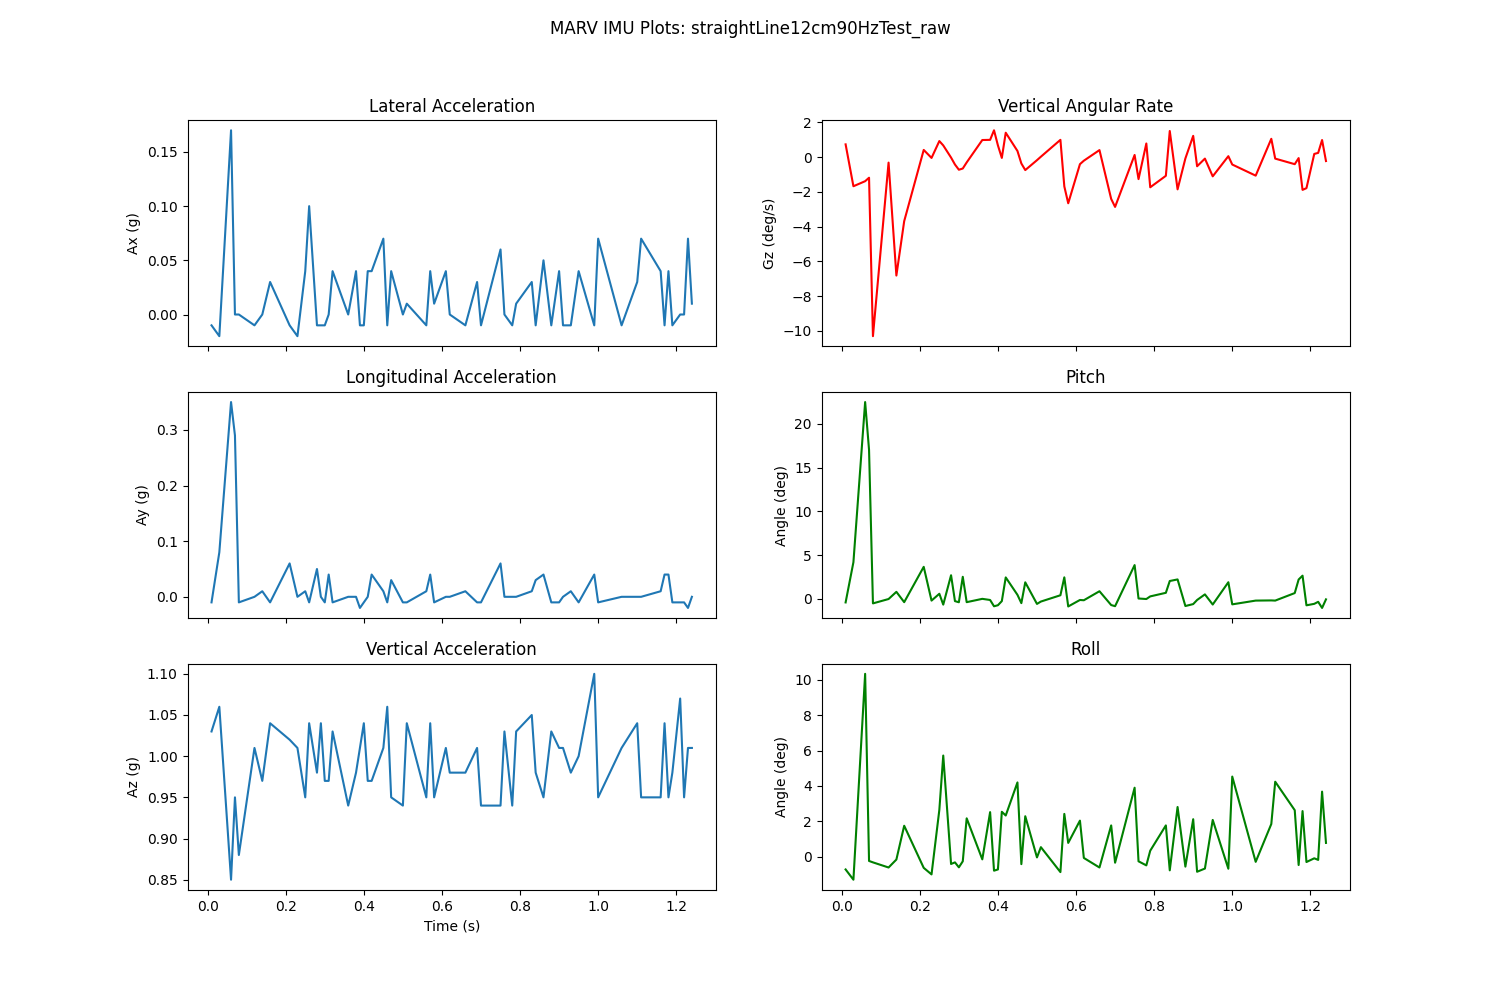 MARV IMU Plots: straightLine12cm90HzTest_raw
Lateral Acceleration
Ax (g)
0.15
0.10
0.05
0.00
Vertical Angular Rate
Gz (deg/s)
2
0
−2
−4
−6
−8
−10
Longitudinal Acceleration
Ay (g)
0.3
0.2
0.1
0.0
Pitch
Angle (deg)
20
15
10
5
0
Vertical Acceleration
Az (g)
1.10
1.05
1.00
0.95
0.90
0.85
0.0 0.2 0.4 0.6 0.8 1.0 1.2
Time (s)
Roll
Angle (deg)
10
8
6
4
2
0
0.0 0.2 0.4 0.6 0.8 1.0 1.2